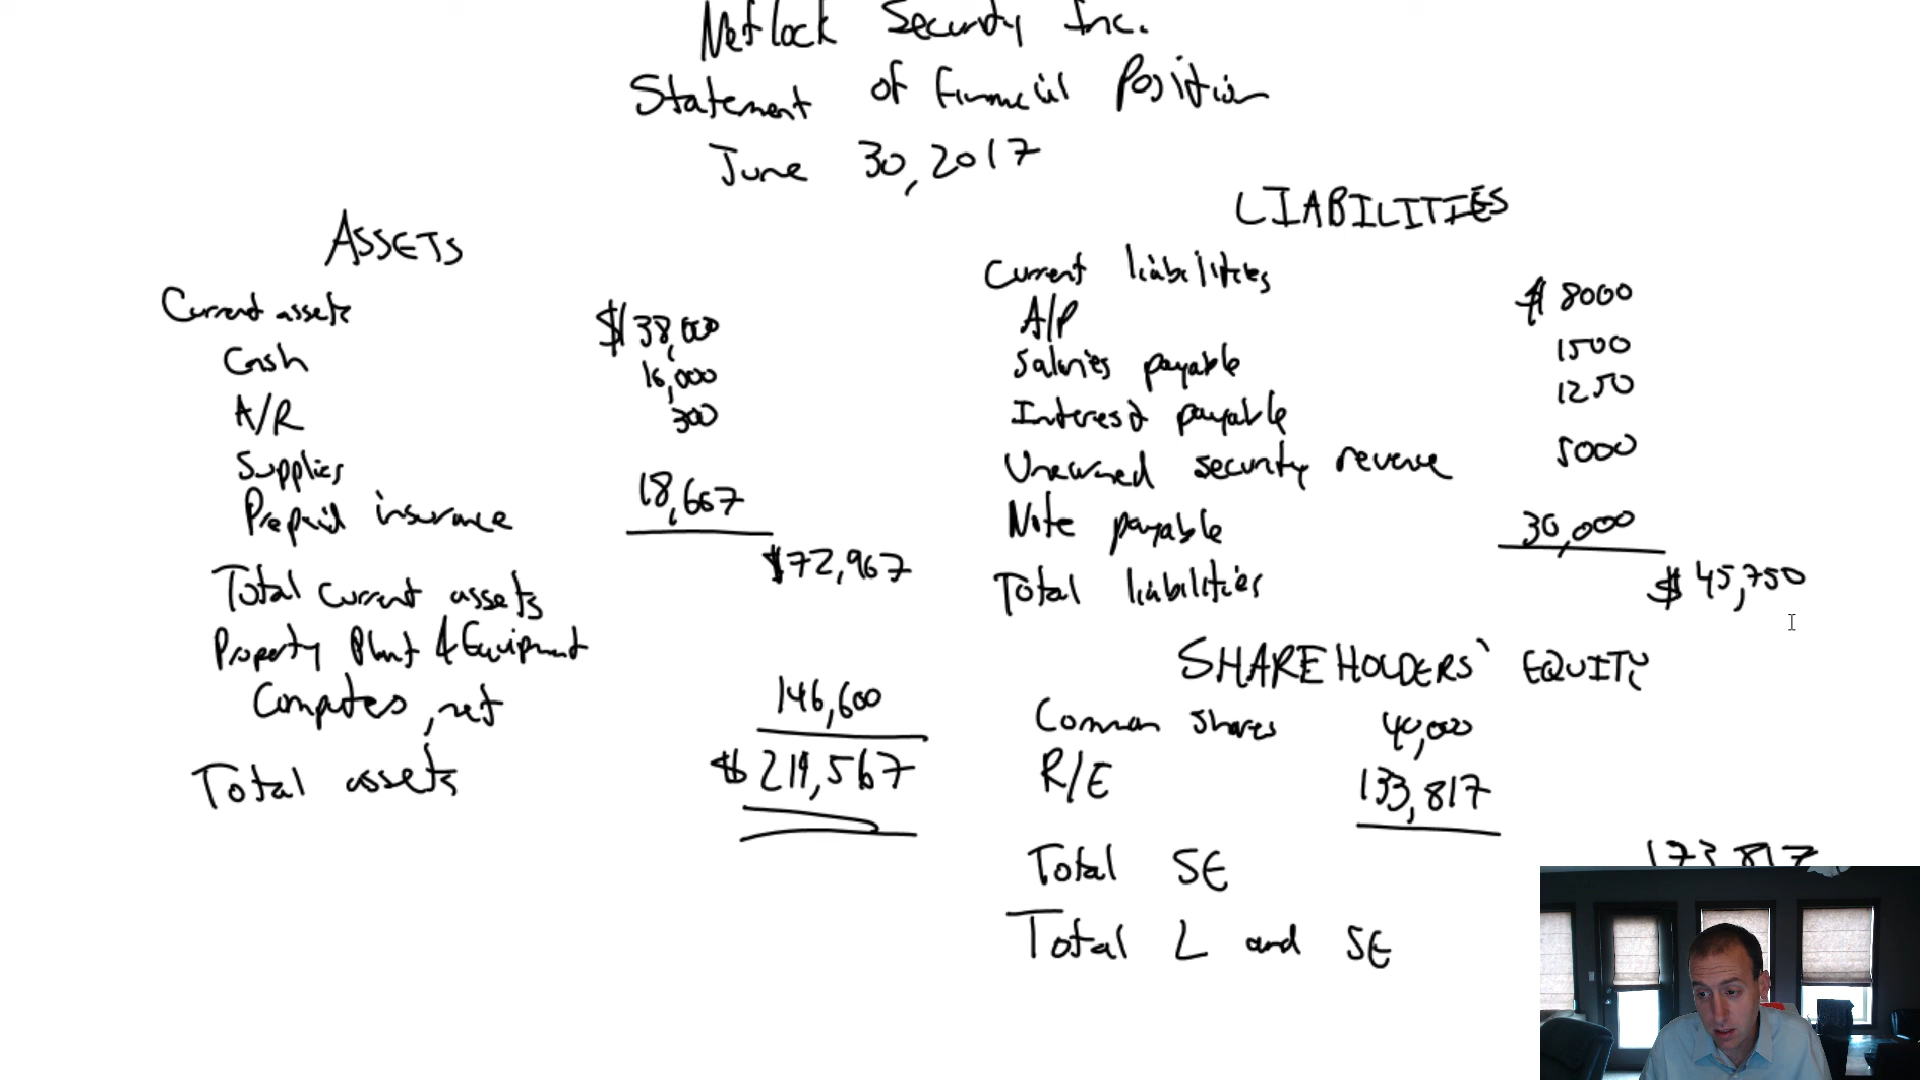 Netlock Security Inc.
Statement of Financial Position
June 30, 2017
ASSETS
Current assets
Cash $38,000
A/R 16,000
Supplies 300
Prepaid insurance 18,667
Total current assets $72,967
Property Plant & Equipment
Computers, net 146,600
Total assets $219,567
LIABILITIES
Current liabilities
A/P $8000
Salaries payable 1500
Interest payable 1250
Unearned security revenue 5000
Note payable 30,000
Total liabilities $45,750
SHAREHOLDERS' EQUITY
Common shares 40,000
R/E 133,817
Total SE 173,817
Total L and SE